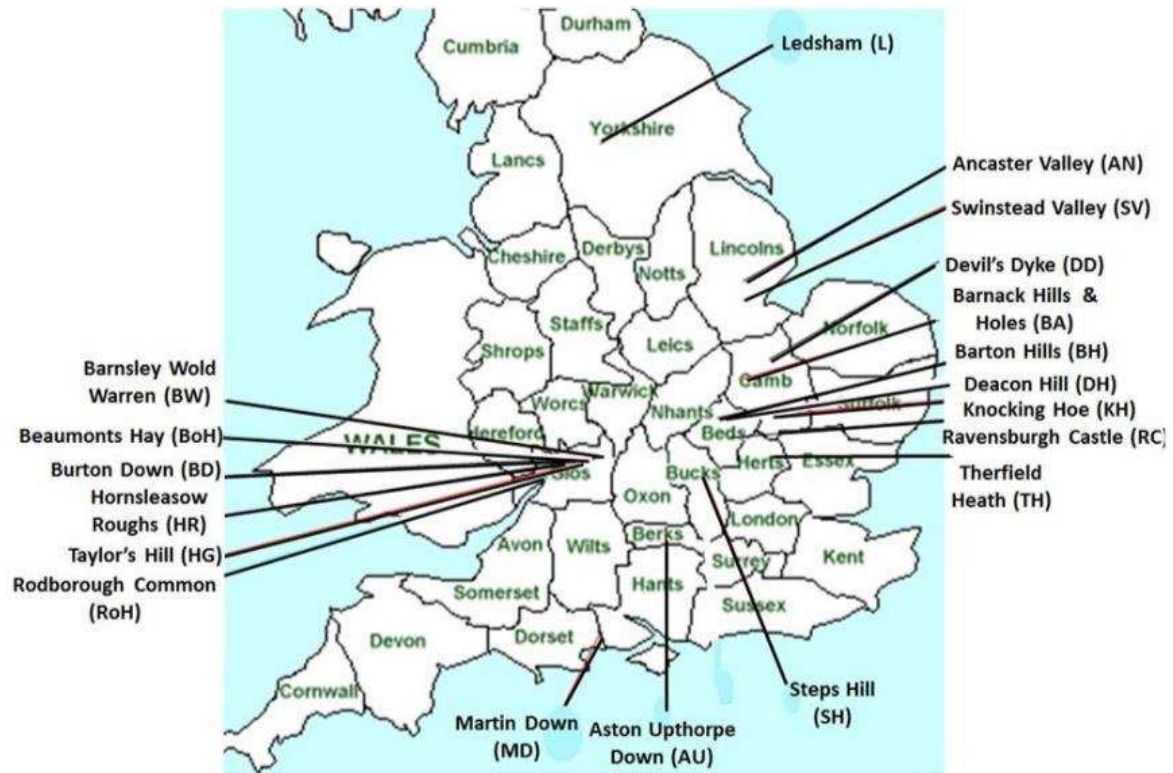 Durham
Cumbria
Ledsham (L)
Yorkshire
Lancs
Ancaster Valley (AN)
Swinstead Valley (SV)
Derbys
Lincolns
Cheshire
Notts
Devil's Dyke (DD)
Barnack Hills &
Holes (BA)
Staffs
Norfolk
Shrops
Leics
Barton Hills (BH)
Barnsley Wold
Warren (BW)
Camb
Deacon Hill (DH)
Warwick
Worcs
Nhants
Suffolk
Knocking Hoe (KH)
Beaumonts Hay (BoH)
WALES
Hereford
Beds
Ravensburgh Castle (RC)
Burton Down (BD)
Glos
Bucks
Herts
Essex
Therfield
Heath (TH)
Hornsleasow
Roughs (HR)
Oxon
London
Taylor's Hill (HG)
Avon
Wilts
Berks
Surrey
Kent
Rodborough Common
(RoH)
Somerset
Hants
Sussex
Devon
Dorset
Cornwall
Martin Down
(MD)
Aston Upthorpe
Down (AU)
Steps Hill
(SH)